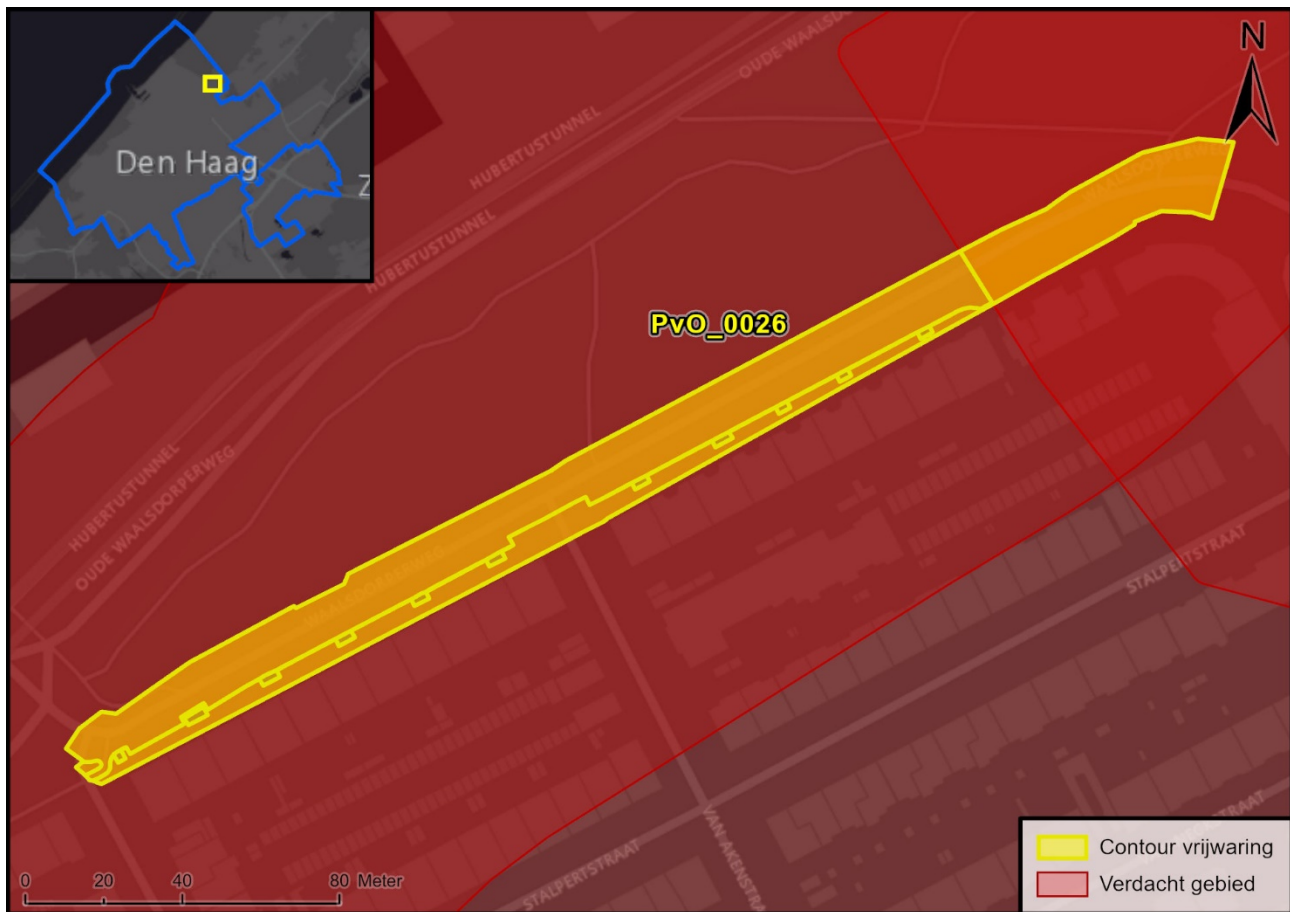 Den Haag
Z
N
OUDE WAALSDORPERWEG
HUBERTUSTUNNEL
HUBERTUSTUNNEL
WAALSDORPERWEG
PvO_0026
HUBERTUSTUNNEL
OUDE WAALSDORPERWEG
WAALSDORPERWEG
STALPERTSTRAAT
VAN AKENSTRA
STALPERTSTRAAT
Contour vrijwaring
Verdacht gebied
0 20 40 80 Meter